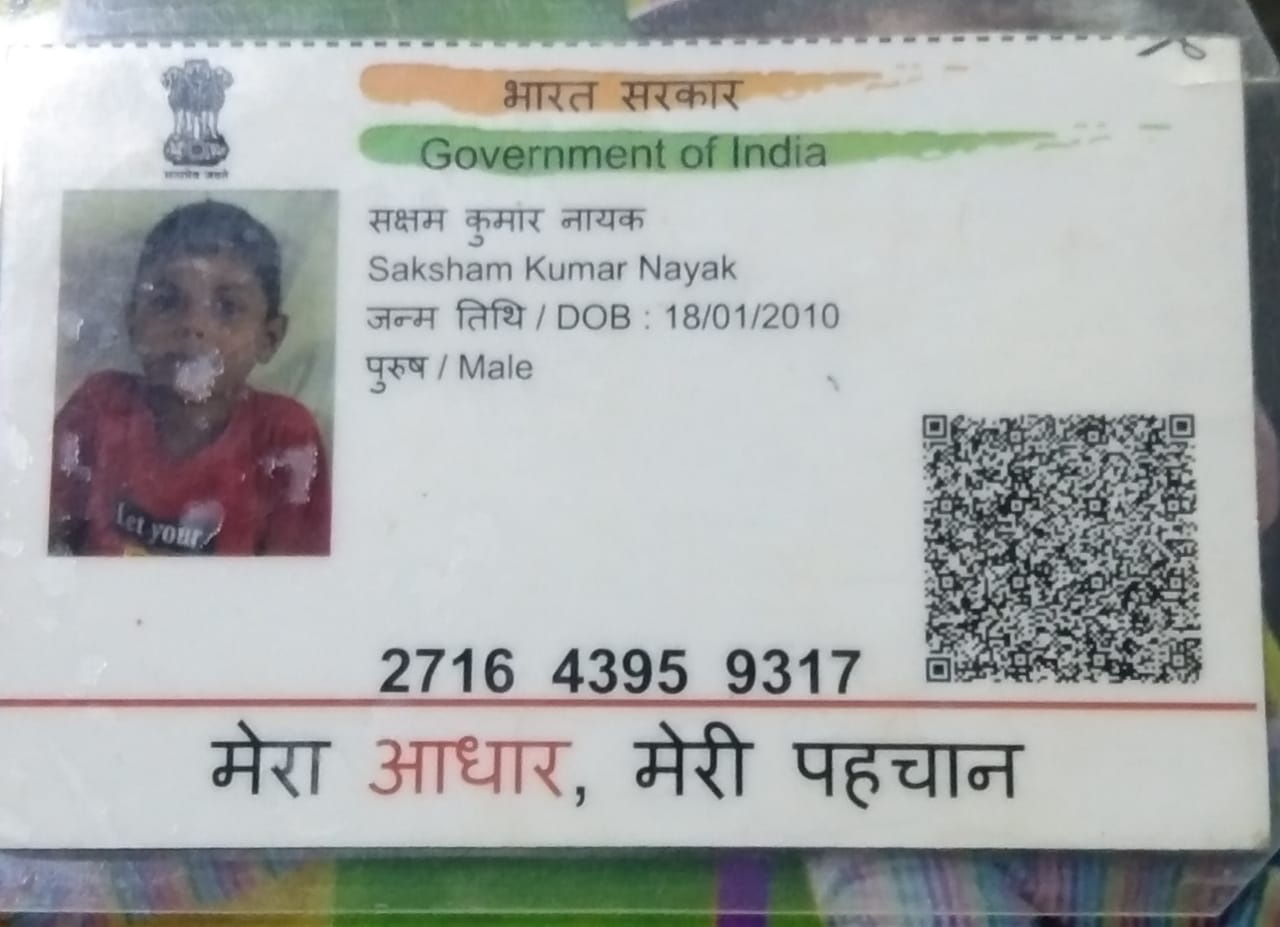 सत्यमेव जयते
भारत सरकार
Government of India
सक्षम कुमार नायक
Saksham Kumar Nayak
जन्म तिथि / DOB : 18/01/2010
पुरुष / Male
Let your
2716 4395 9317
मेरा आधार, मेरी पहचान